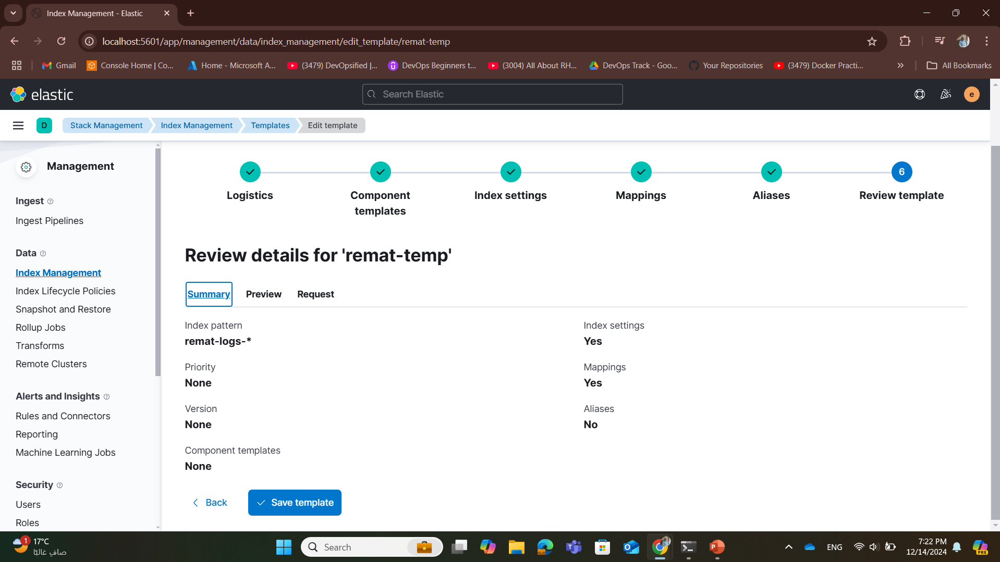 Index Management - Elastic
localhost:5601/app/management/data/index_management/edit_template/remat-temp
Gmail
Console Home | Co...
Home - Microsoft A...
(3479) DevOpsified |...
DevOps Beginners t...
(3004) All About RH...
DevOps Track - Goo...
Your Repositories
(3479) Docker Practi...
All Bookmarks
elastic
Search Elastic
e
D
Stack Management
Index Management
Templates
Edit template
Management
Ingest
Ingest Pipelines
Data
Index Management
Index Lifecycle Policies
Snapshot and Restore
Rollup Jobs
Transforms
Remote Clusters
Alerts and Insights
Rules and Connectors
Reporting
Machine Learning Jobs
Security
Users
Roles
Logistics
Component
templates
Index settings
Mappings
Aliases
6
Review template
Review details for 'remat-temp'
Summary
Preview
Request
Index pattern
remat-logs-*
Priority
None
Version
None
Component templates
None
Index settings
Yes
Mappings
Yes
Aliases
No
Back
Save template
1
17°C
صافٍ غالبًا
Search
ENG
7:22 PM
12/14/2024
PRE